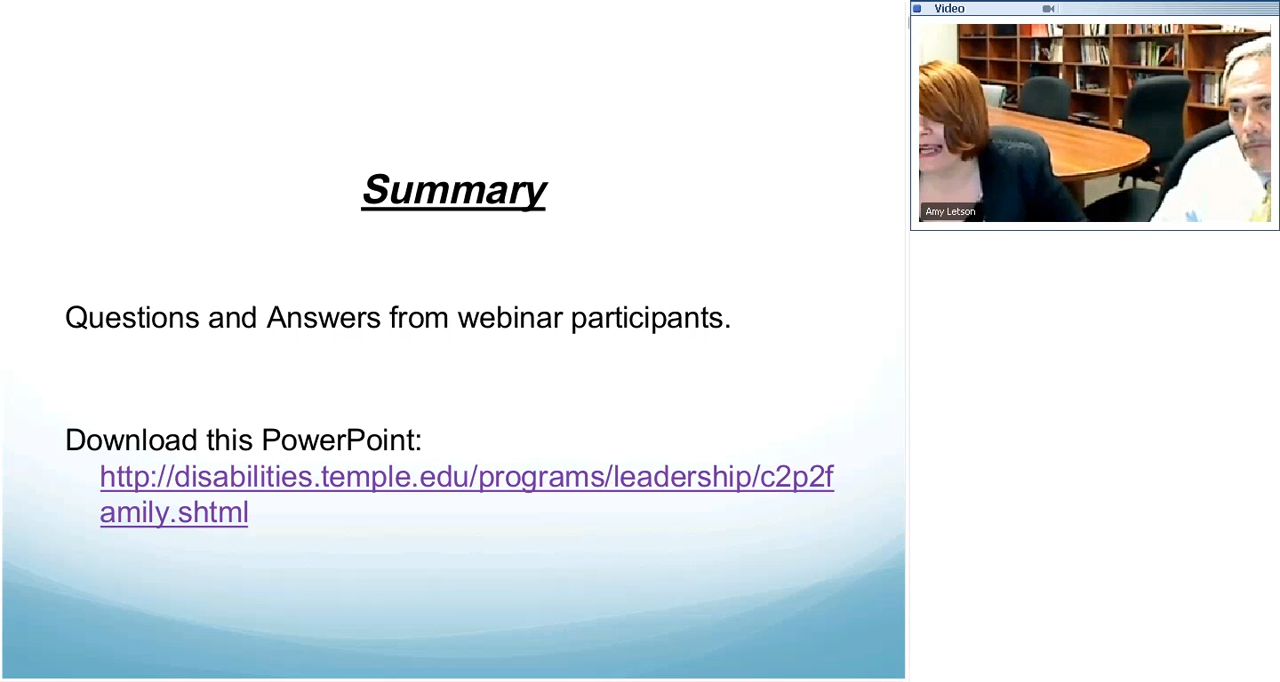 Video
Amy Letson
Summary
Questions and Answers from webinar participants.
Download this PowerPoint:
http://disabilities.temple.edu/programs/leadership/c2p2f
amily.shtml